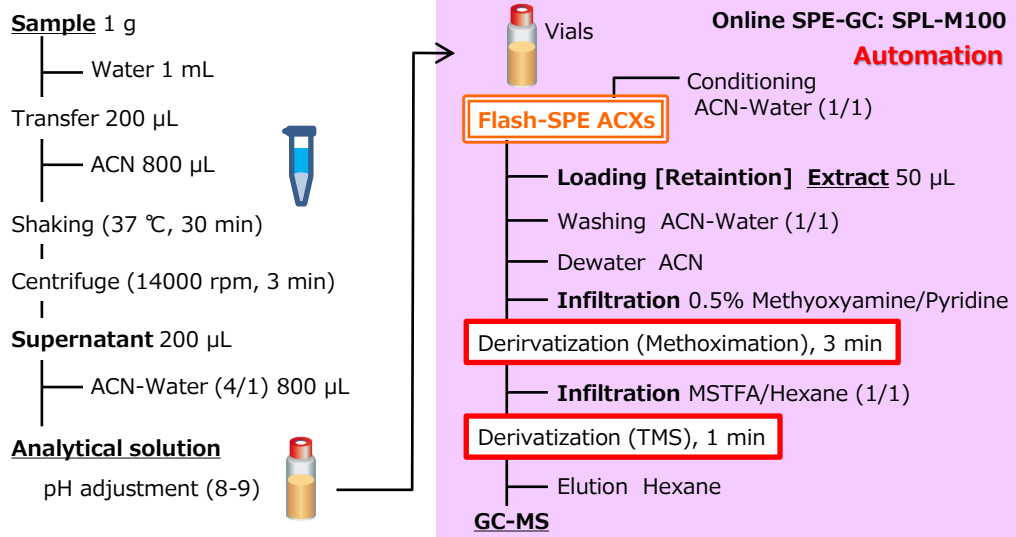 Sample 1 g
Water 1 mL
Transfer 200 µL
ACN 800 µL
Shaking (37 ℃, 30 min)
Centrifuge (14000 rpm, 3 min)
Supernatant 200 µL
ACN-Water (4/1) 800 µL
Analytical solution
pH adjustment (8-9)
Vials
Online SPE-GC: SPL-M100
Automation
Conditioning
ACN-Water (1/1)
Flash-SPE ACXs
Loading [Retaintion] Extract 50 µL
Washing ACN-Water (1/1)
Dewater ACN
Infiltration 0.5% Methyoxyamine/Pyridine
Derirvatization (Methoximation), 3 min
Infiltration MSTFA/Hexane (1/1)
Derivatization (TMS), 1 min
Elution Hexane
GC-MS